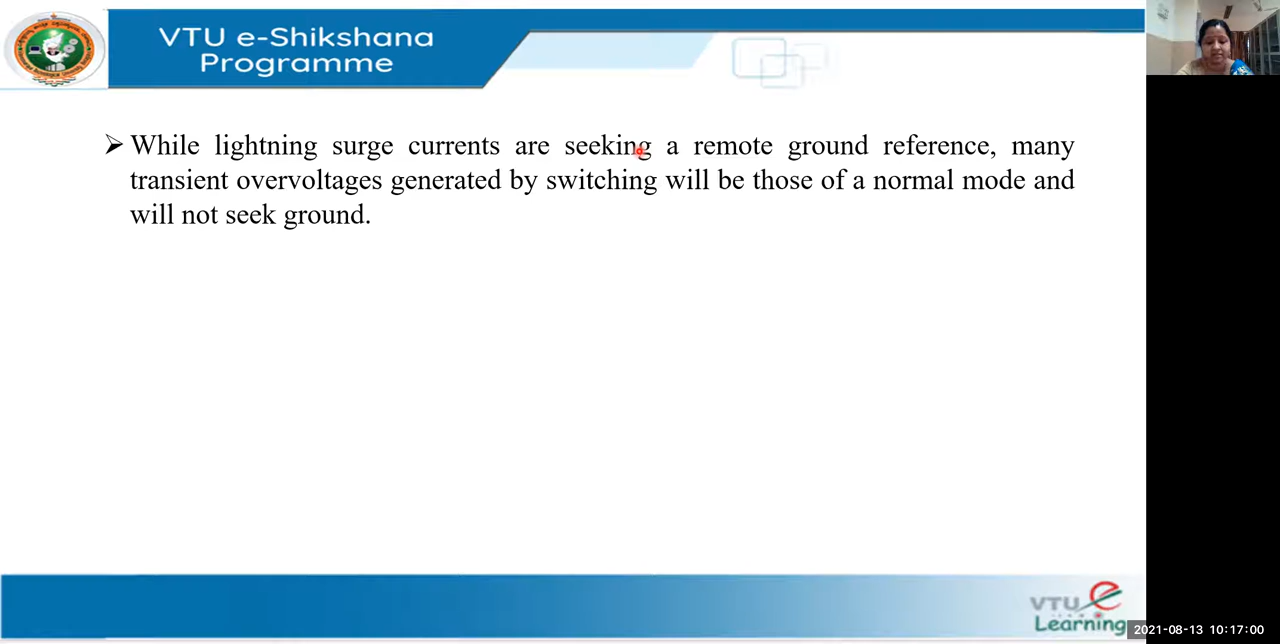 VTU e-Shikshana
Programme
➢ While lightning surge currents are seeking a remote ground reference, many
transient overvoltages generated by switching will be those of a normal mode and
will not seek ground.
VTU e
Learning
2021-08-13 10:17:00